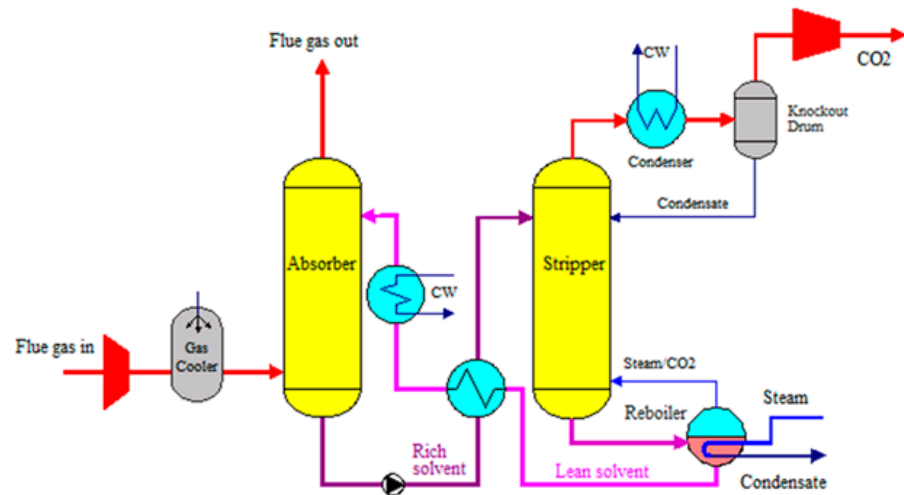 Flue gas out
CW
CO2
Knockout
Drum
Condenser
Condensate
Absorber
Stripper
CW
Flue gas in
Gas
Cooler
Steam/CO2
Reboiler
Steam
Rich
solvent
Lean solvent
Condensate